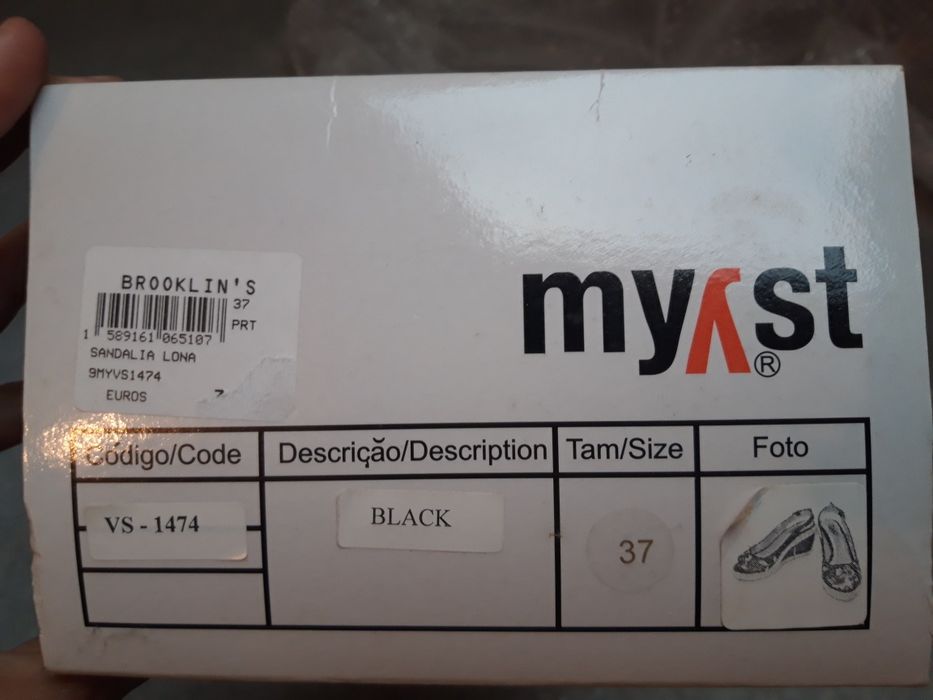 BROOKLIN'S
37
PRT
1 589161 065107
SANDALIA LONA
9MYVS1474
EUROS
myyst®
Código/Code
Descrição/Description
Tam/Size
Foto
VS - 1474
BLACK
37